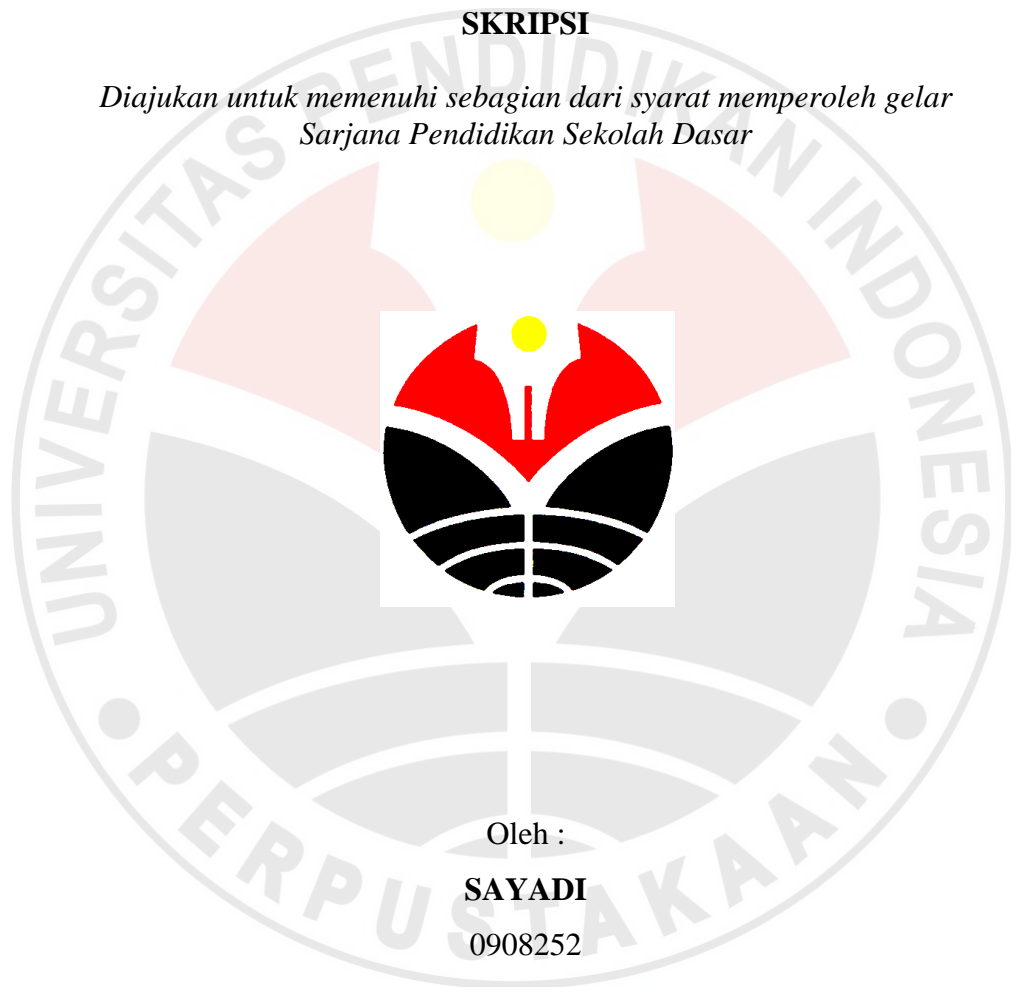 SKRIPSI
Diajukan untuk memenuhi sebagian dari syarat memperoleh gelar
Sarjana Pendidikan Sekolah Dasar
UNIVERSITAS PENDIDIKAN INDONESIA
PERPUSTAKAAN
Oleh :
SAYADI
0908252